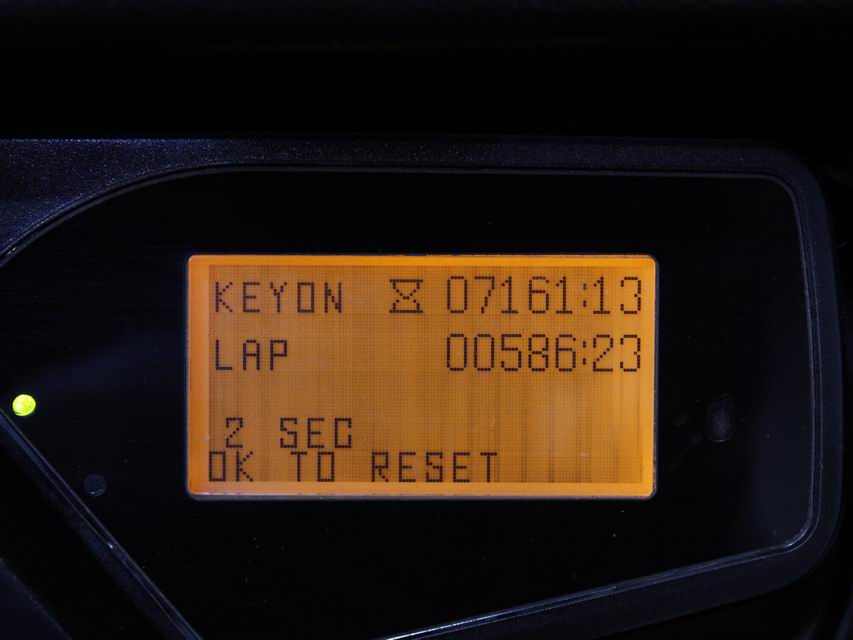 KEYON ⌛ 07161:13
LAP 00586:23
2 SEC
OK TO RESET